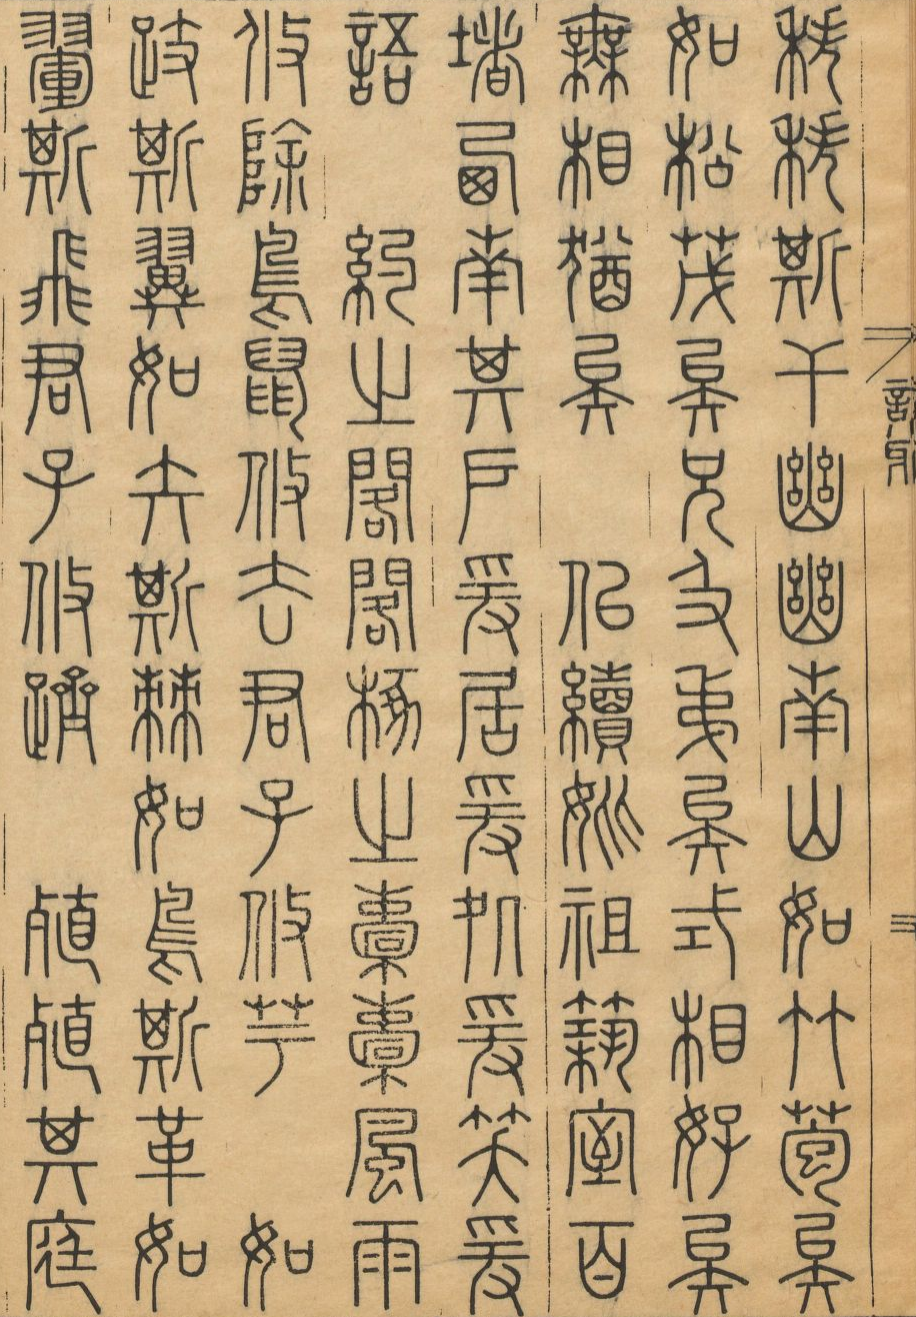 秩秩斯干幽幽南山如竹苞矣
如松茂矣兄及弟矣式相好矣
無相猶矣 似續妣祖築室百
堵西南其戶爰居爰処爰笑爰
語 約之閣閣椓之橐橐風雨
攸除鳥鼠攸去君子攸芋 如
跂斯翼如矢斯棘如鳥斯革如
翬斯飛君子攸躋 殖殖其庭